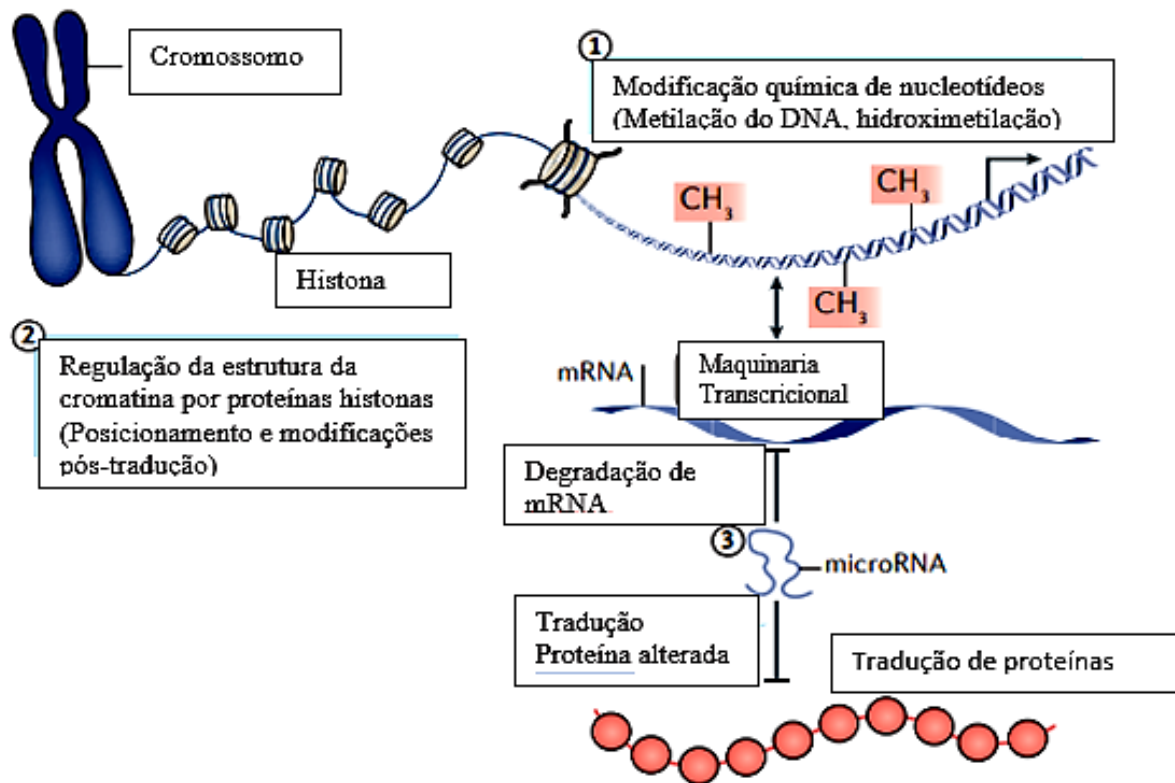 Cromossomo
①
Modificação química de nucleotídeos
(Metilação do DNA, hidroximetilação)
CH3
CH3
CH3
Histona
②
Regulação da estrutura da
cromatina por proteínas histonas
(Posicionamento e modificações
pós-tradução)
mRNA
Maquinaria
Transcricional
Degradação de
mRNA
③
microRNA
Tradução
Proteína alterada
Tradução de proteínas